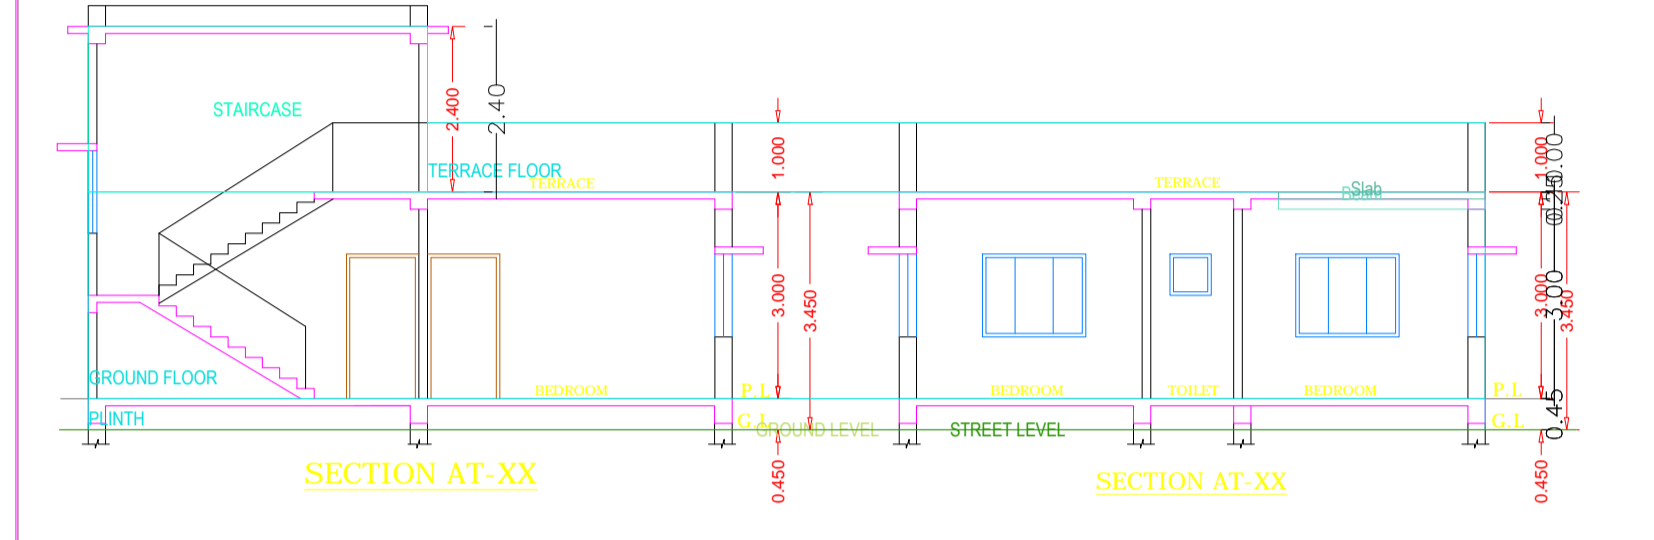 STAIRCASE
2.400
2.40
TERRACE FLOOR
TERRACE
1.000
TERRACE
Slab
1.000
3.000
3.450
3.000
3.00
3.450
GROUND FLOOR
BEDROOM
P.L
BEDROOM
TOILET
BEDROOM
P.L
PLINTH
G.L
GROUND LEVEL
STREET LEVEL
G.L
0.45
SECTION AT-XX
0.450
SECTION AT-XX
0.450